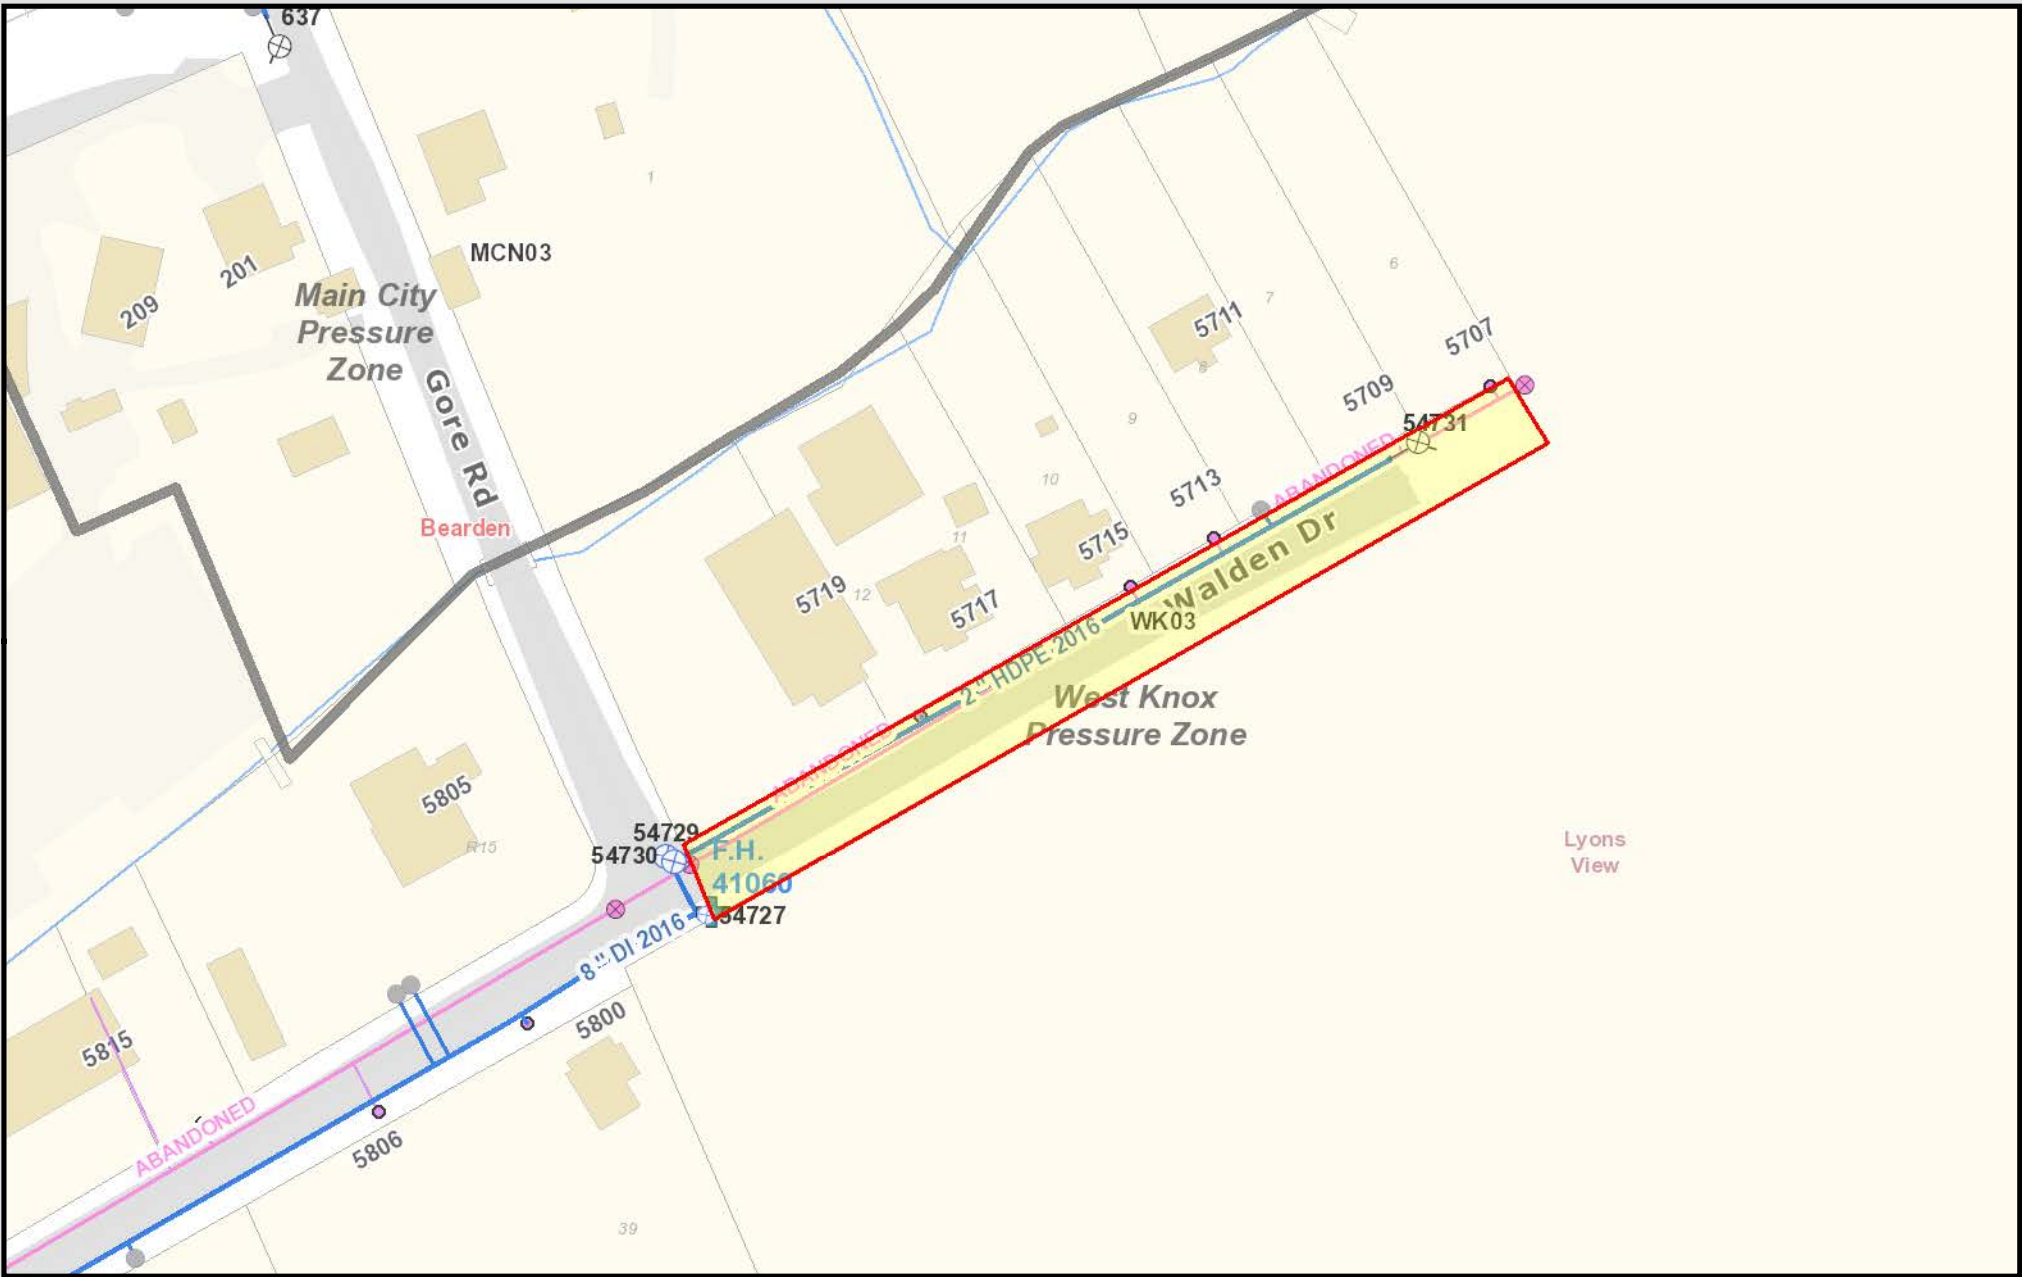 637
1
MCN03
201
209
Main City
Pressure
Zone
Gore Rd
Bearden
6
7
5711
8
5707
5709
54731
9
10
ABANDONED
5713
5715
11
Walden Dr
5719
12
5717
WK03
2" HDPE 2016
West Knox
Pressure Zone
ABANDONED
5805
R15
54729
54730
F.H.
41060
54727
Lyons
View
8" DI 2016
5800
5815
ABANDONED
5806
39